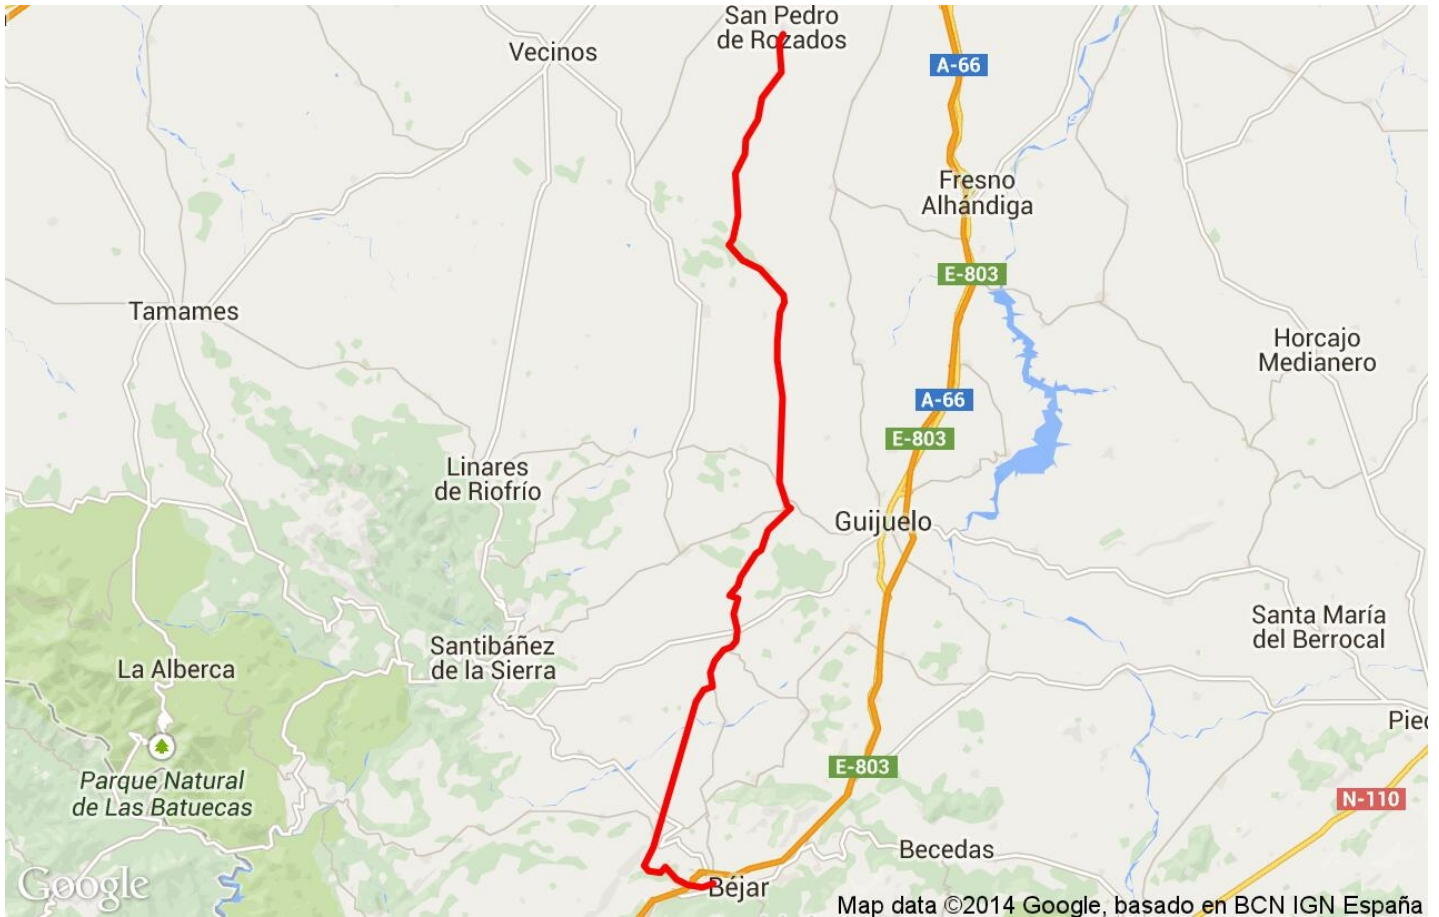 San Pedro
de Rozados
Vecinos
A-66
Fresno
Alhándiga
E-803
Tamames
Horcajo
Medianero
A-66
E-803
Linares
de Riofrío
Guijuelo
Santa María
del Berrocal
Santibáñez
de la Sierra
La Alberca
Pied
Parque Natural
de Las Batuecas
E-803
N-110
Becedas
Google
Béjar
Map data ©2014 Google, basado en BCN IGN España